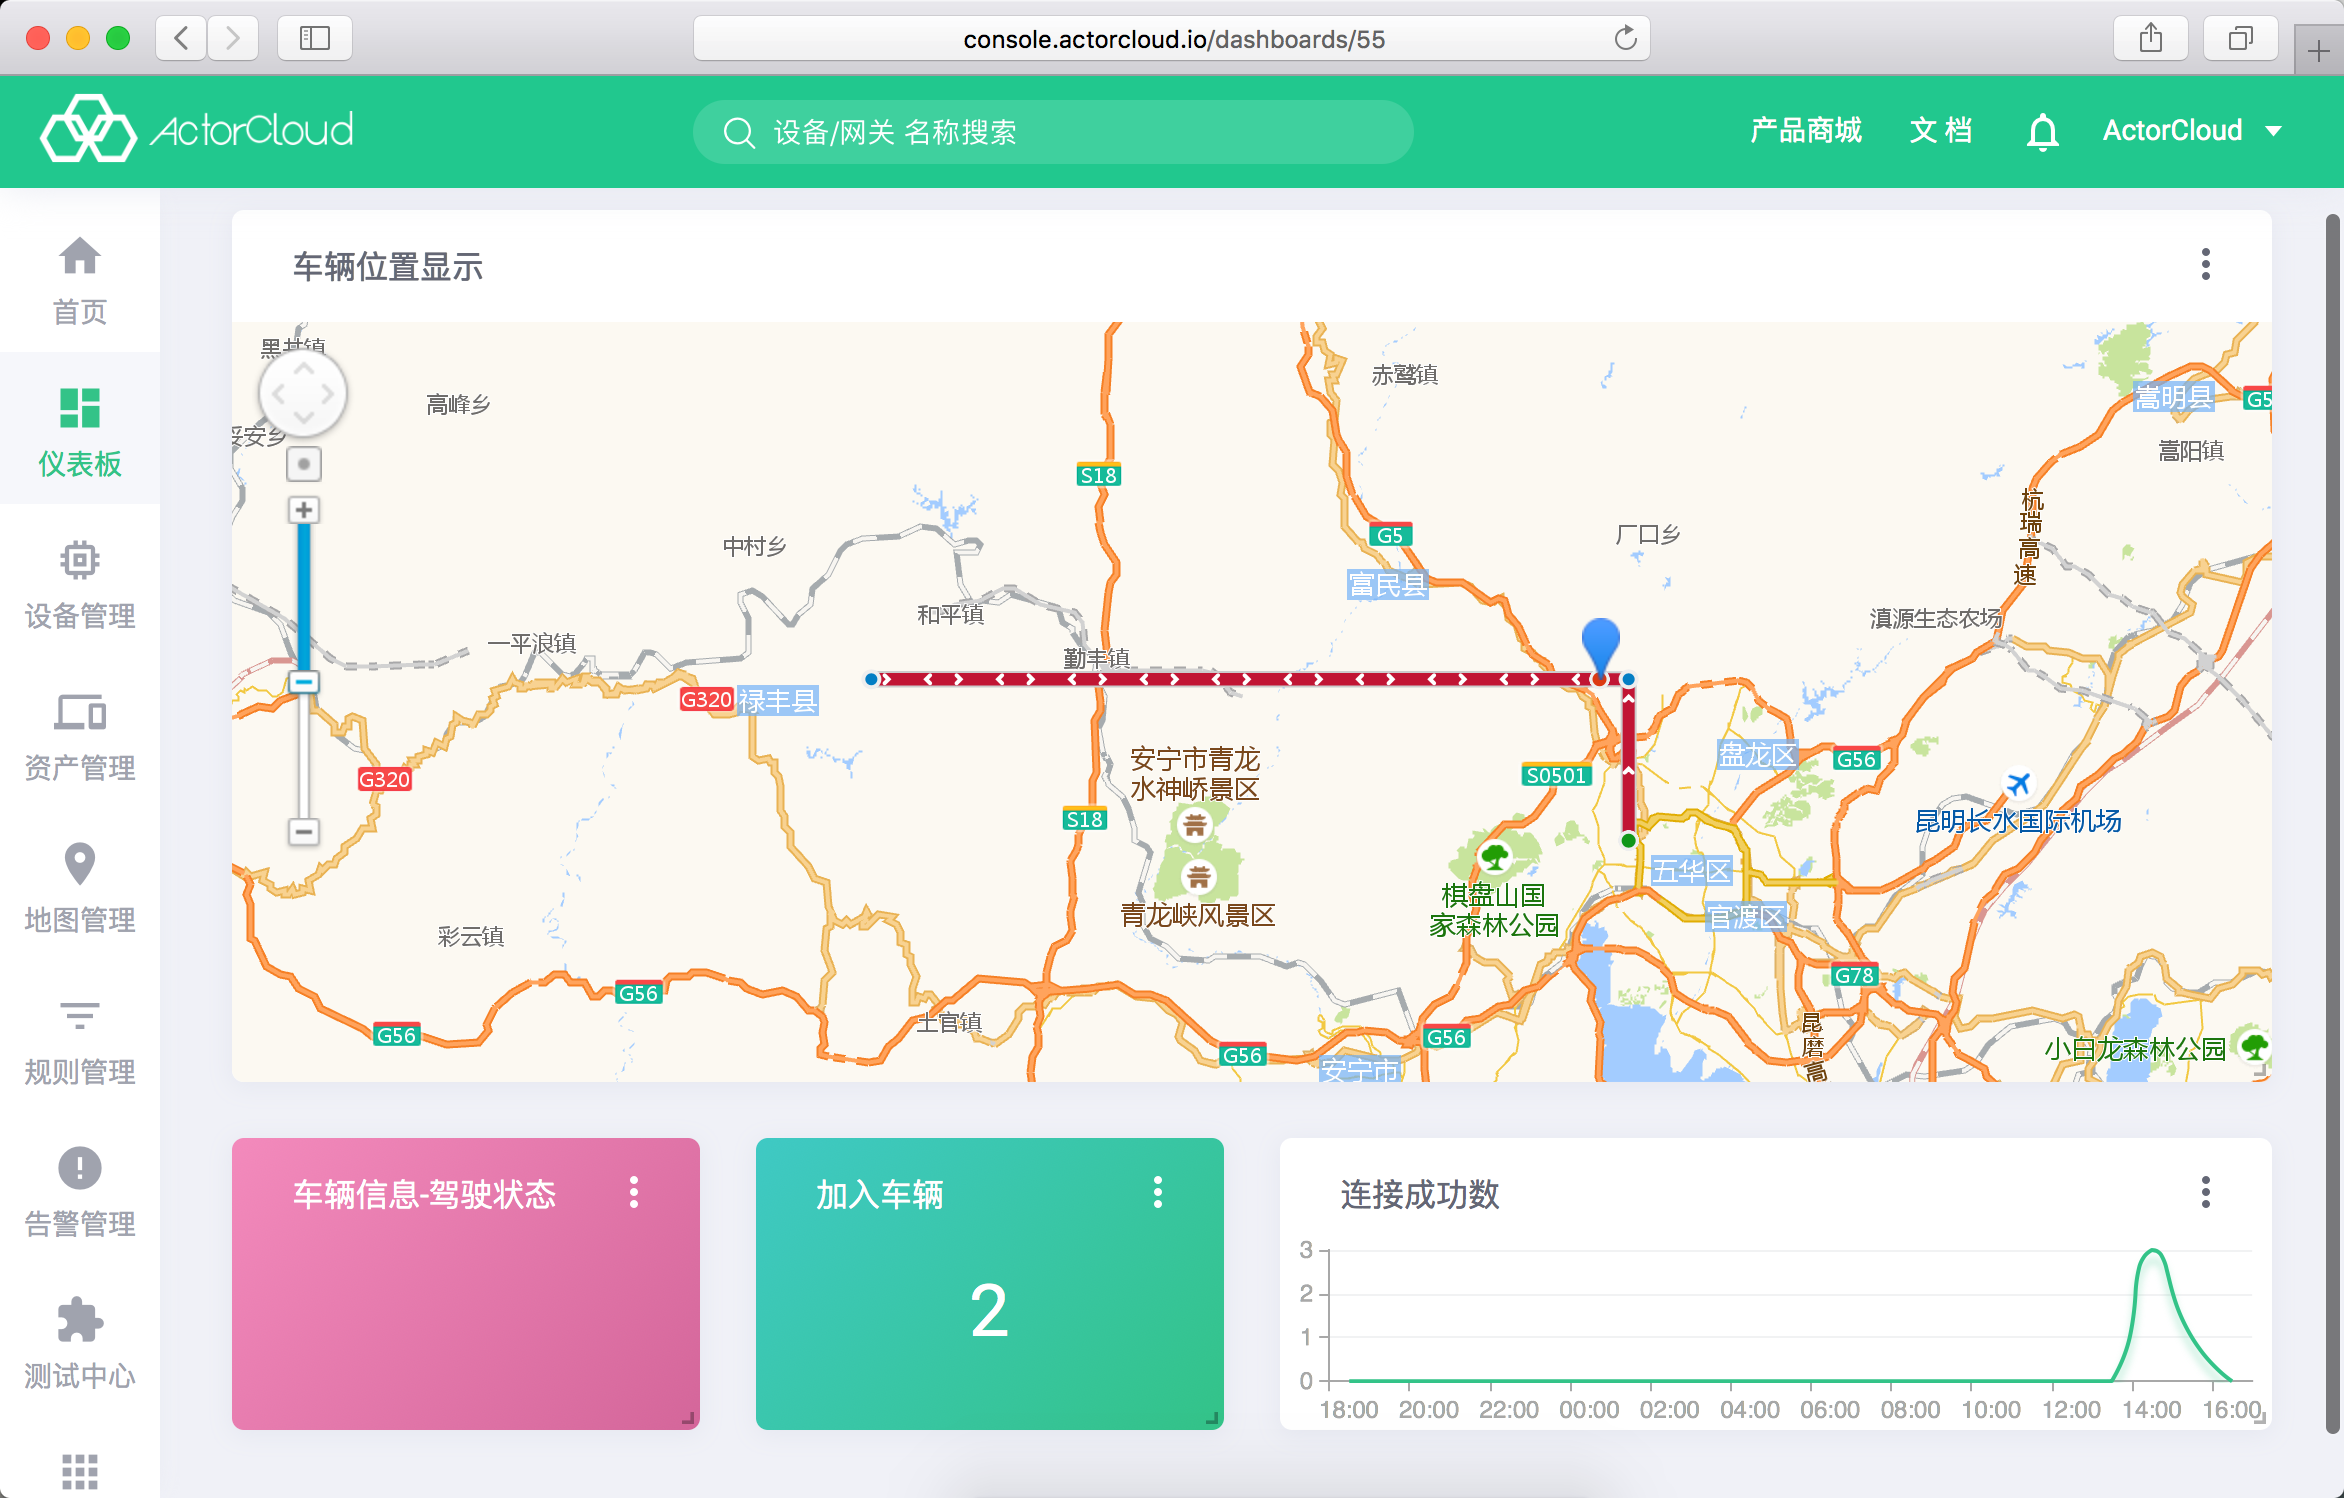 console.actorcloud.io/dashboards/55
ActorCloud
设备/网关 名称搜索
产品商城
文 档
ActorCloud
首页
仪表板
设备管理
资产管理
地图管理
规则管理
告警管理
测试中心
车辆位置显示
黑井镇
高峰乡
赤鹫镇
嵩明县
G5
妥安乡
嵩阳镇
S18
杭瑞高速
G5
厂口乡
中村乡
富民县
和平镇
滇源生态农场
一平浪镇
勤丰镇
G320
禄丰县
盘龙区
G56
安宁市青龙
水神峤景区
S0501
G320
S18
昆明长水国际机场
五华区
棋盘山国
家森林公园
青龙峡风景区
官渡区
彩云镇
G78
G56
土官镇
G56
G56
G56
昆磨高
小白龙森林公园
安宁市
车辆信息-驾驶状态
加入车辆
2
连接成功数
3
2
1
0
18:00 20:00 22:00 00:00 02:00 04:00 06:00 08:00 10:00 12:00 14:00 16:00